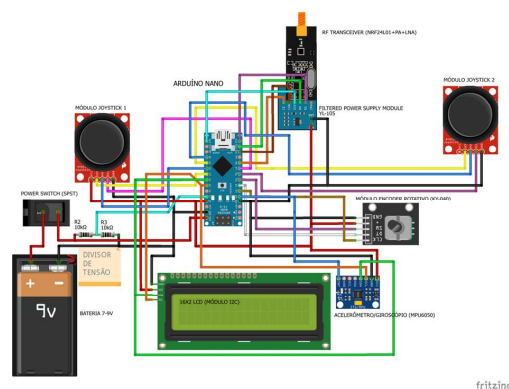 RF TRANSCEIVER (NRF24L01+PA+LNA)
ARDUÍNO NANO
MÓDULO JOYSTICK 2
FILTERED POWER SUPPLY MODULE
YL-105
MÓDULO JOYSTICK 1
POWER SWITCH (SPST)
MÓDULO ENCODER ROTATIVO (KY-040)
R2
10kΩ
R3
10kΩ
DIVISOR
DE
TENSÃO
+ -
9v
BATERIA 7-9V
16X2 LCD (MÓDULO I2C)
ACELERÔMETRO/GIROSCÓPIO (MPU6050)
fritzing